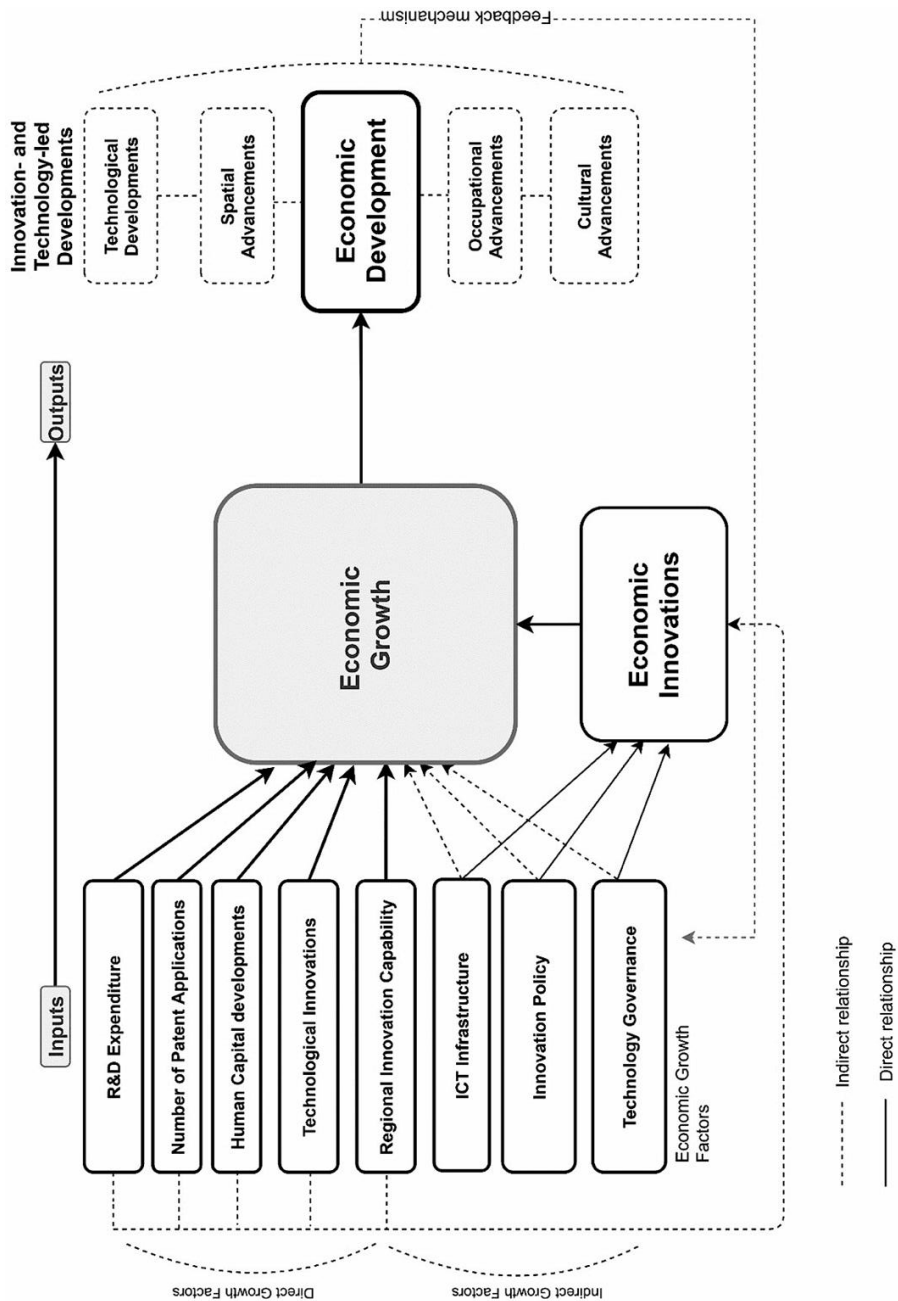 Inputs
Outputs
Innovation- and
Technology-led
Developments
Direct Growth Factors
Indirect Growth Factors
R&D Expenditure
Number of Patent Applications
Human Capital developments
Technological Innovations
Regional Innovation Capability
ICT Infrastructure
Innovation Policy
Technology Governance
Economic Growth
Factors
Economic
Growth
Economic
Innovations
Technological
Developments
Spatial
Advancements
Economic
Development
Occupational
Advancements
Cultural
Advancements
Feedback mechanism
Indirect relationship
Direct relationship